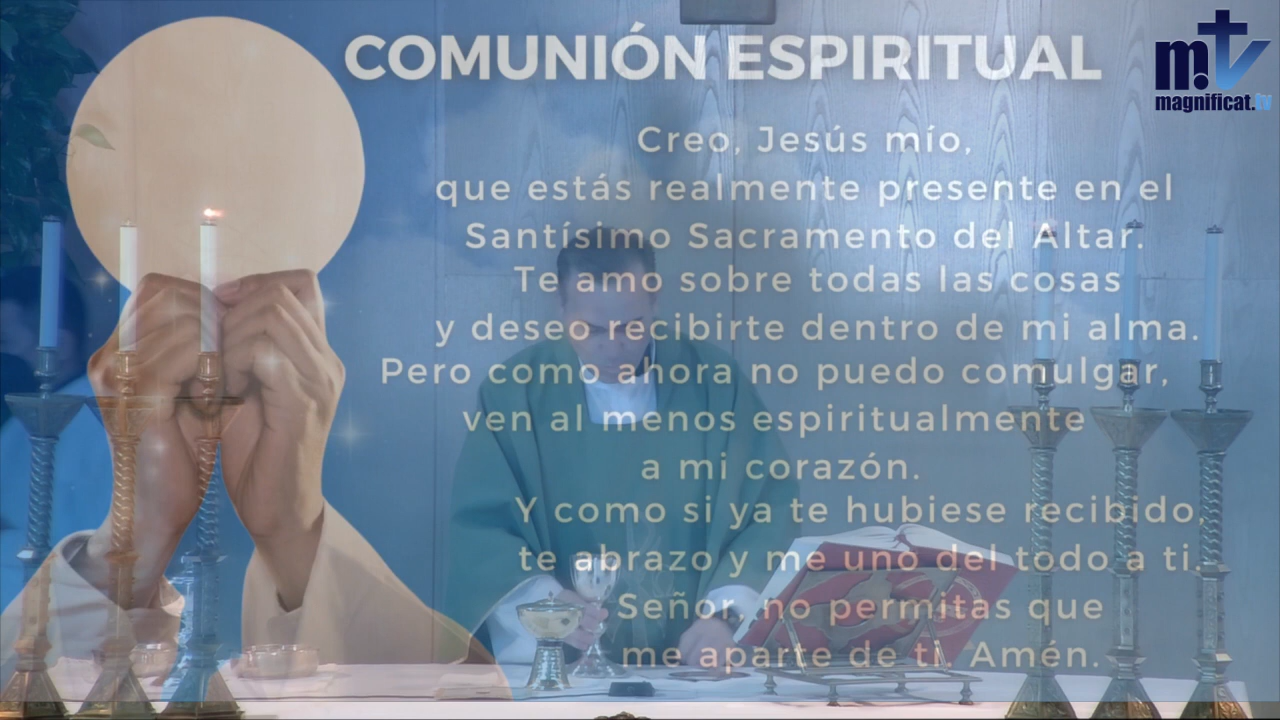 COMUNIÓN ESPIRITUAL
m.tv
magnificat.tv
Creo, Jesús mío,
que estás realmente presente en el
Santísimo Sacramento del Altar.
Te amo sobre todas las cosas
y deseo recibirte dentro de mi alma.
Pero como ahora no puedo comulgar,
ven al menos espiritualmente
a mi corazón.
Y como si ya te hubiese recibido,
te abrazo y me uno del todo a ti.
Señor, no permitas que
me aparte de ti. Amén.